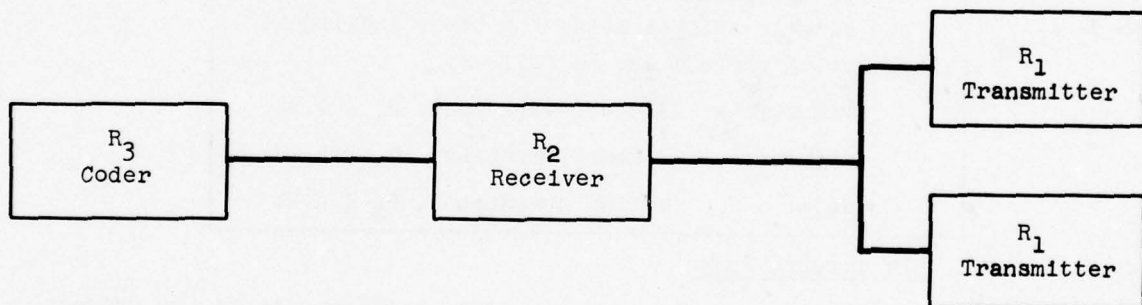 R1
Transmitter
R3
Coder
R2
Receiver
R1
Transmitter